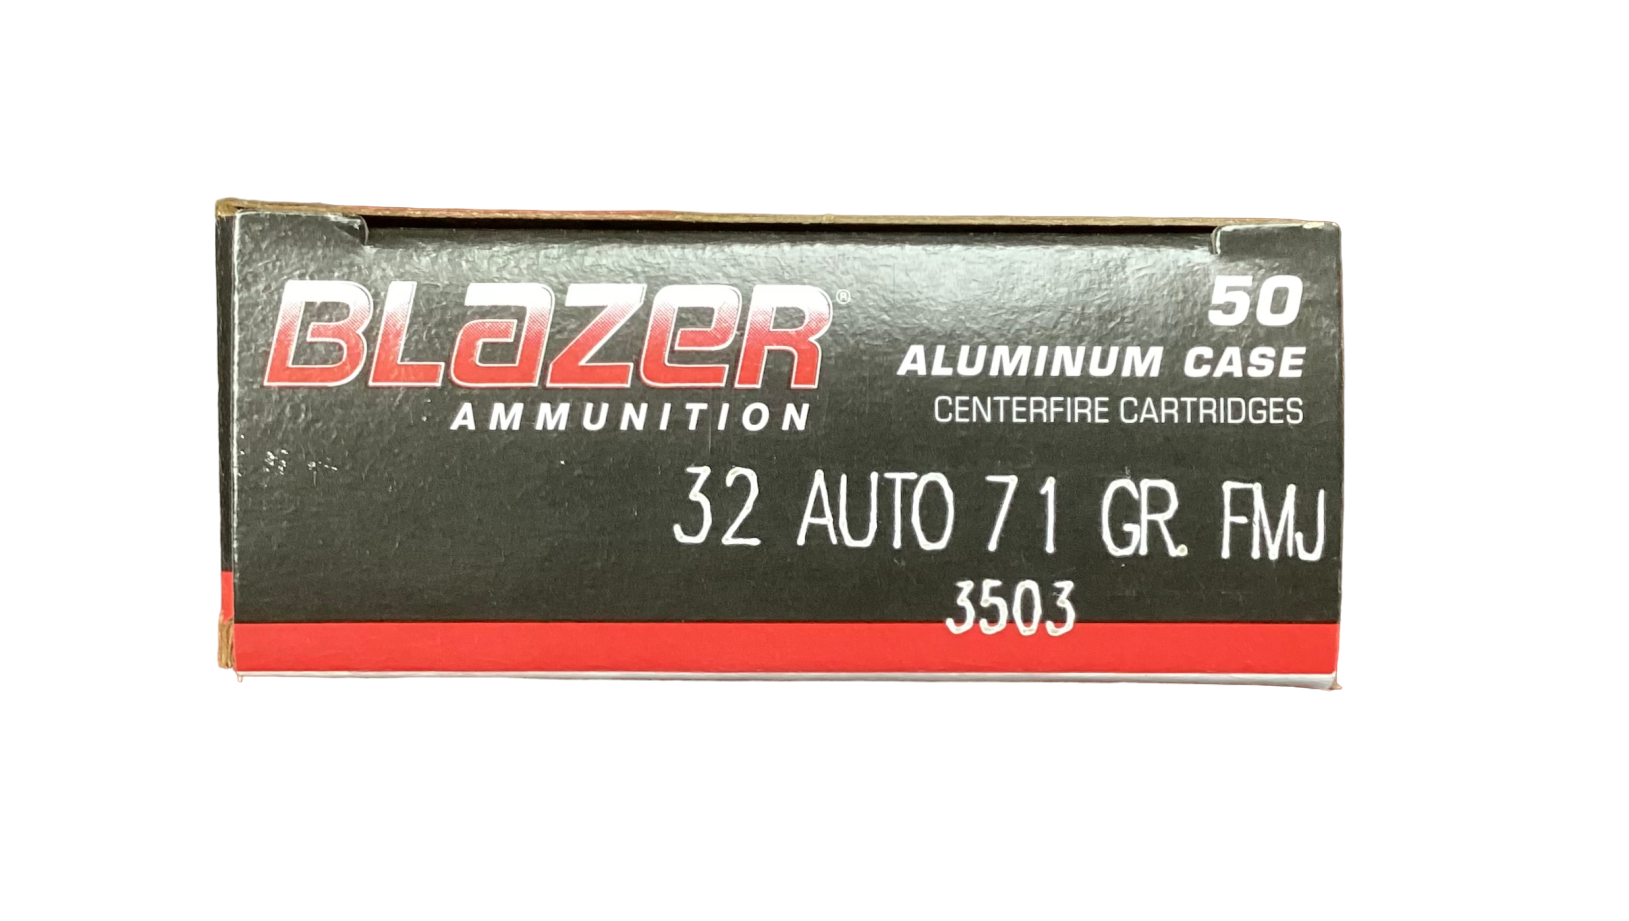 BLaZeR®
AMMUNITION
50
ALUMINUM CASE
CENTERFIRE CARTRIDGES
32 AUTO 71 GR. FMJ
3503